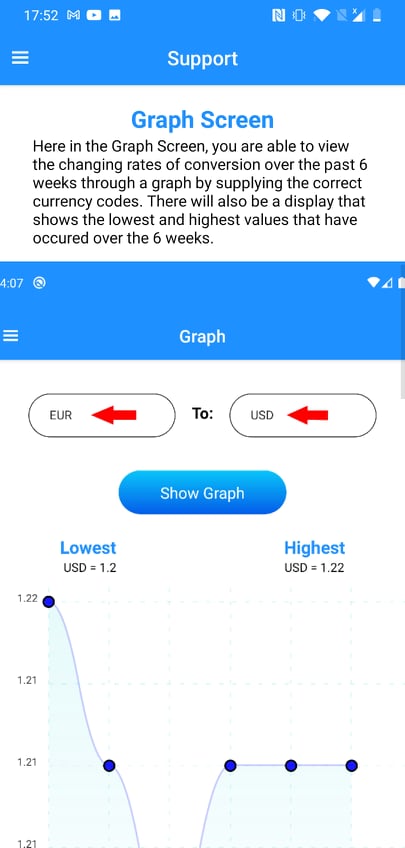 17:52
Support
Graph Screen
Here in the Graph Screen, you are able to view
the changing rates of conversion over the past 6
weeks through a graph by supplying the correct
currency codes. There will also be a display that
shows the lowest and highest values that have
occured over the 6 weeks.
4:07
Graph
EUR To: USD
Show Graph
Lowest Highest
USD = 1.2 USD = 1.22
1.22
1.21
1.21
1.21